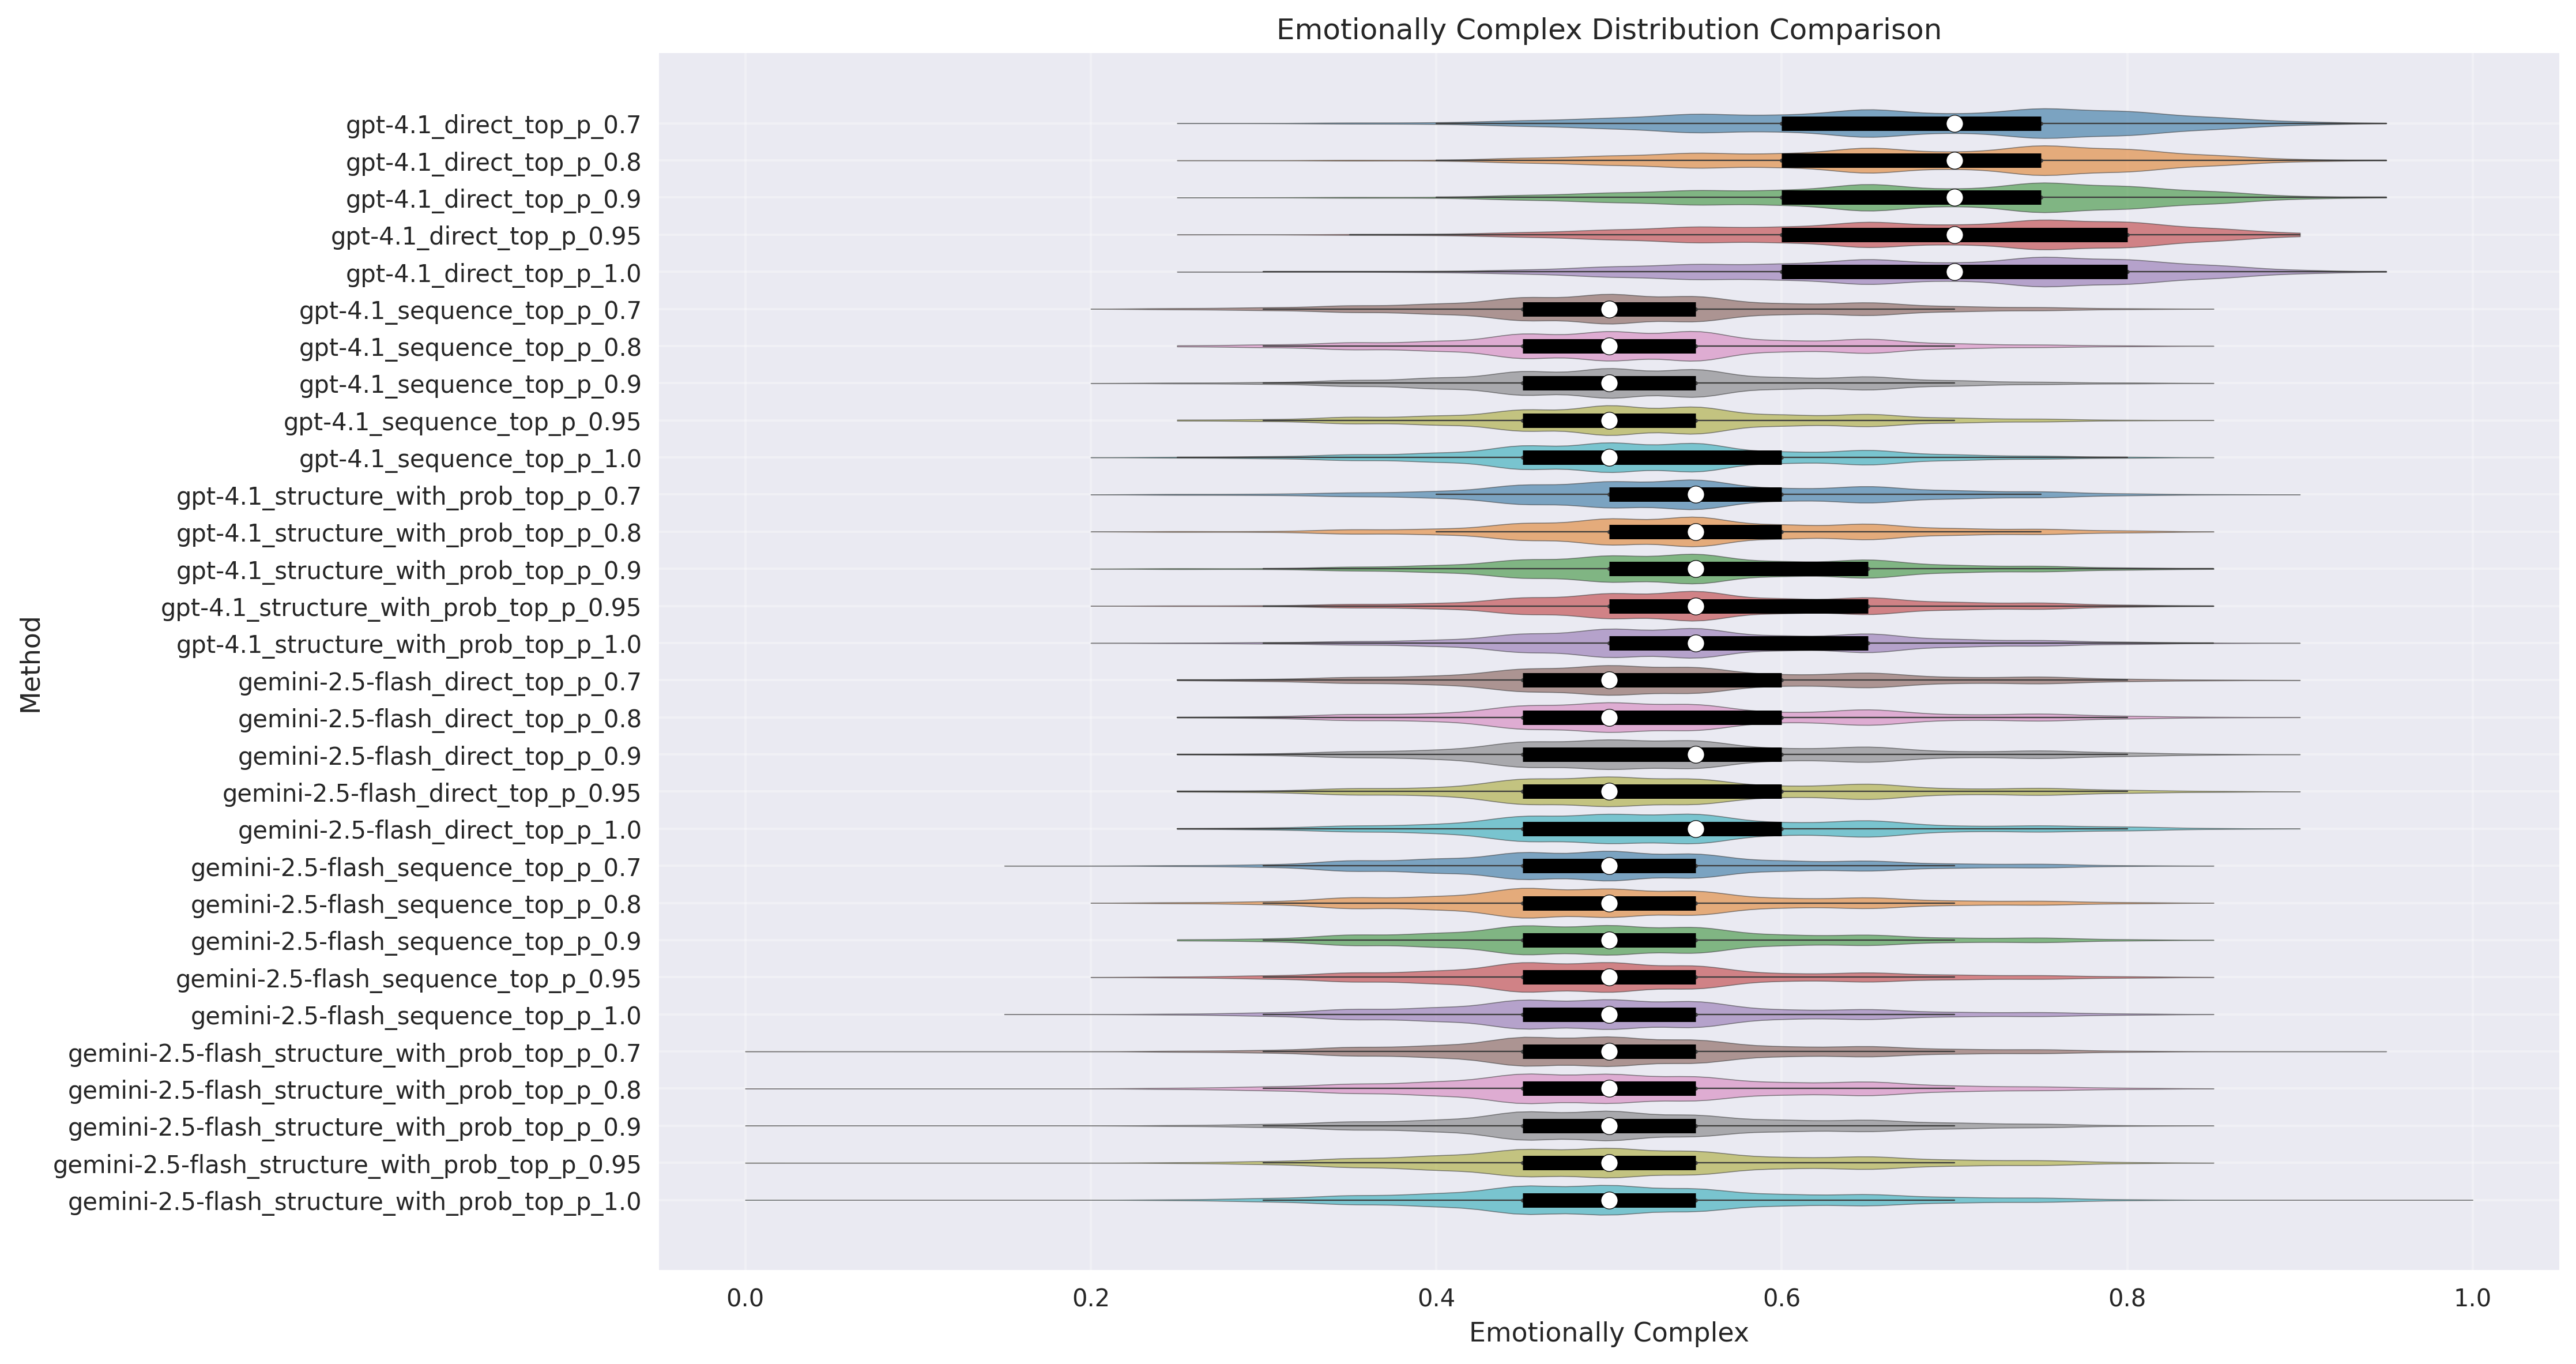 Emotionally Complex Distribution Comparison
Method
gpt-4.1_direct_top_p_0.7
gpt-4.1_direct_top_p_0.8
gpt-4.1_direct_top_p_0.9
gpt-4.1_direct_top_p_0.95
gpt-4.1_direct_top_p_1.0
gpt-4.1_sequence_top_p_0.7
gpt-4.1_sequence_top_p_0.8
gpt-4.1_sequence_top_p_0.9
gpt-4.1_sequence_top_p_0.95
gpt-4.1_sequence_top_p_1.0
gpt-4.1_structure_with_prob_top_p_0.7
gpt-4.1_structure_with_prob_top_p_0.8
gpt-4.1_structure_with_prob_top_p_0.9
gpt-4.1_structure_with_prob_top_p_0.95
gpt-4.1_structure_with_prob_top_p_1.0
gemini-2.5-flash_direct_top_p_0.7
gemini-2.5-flash_direct_top_p_0.8
gemini-2.5-flash_direct_top_p_0.9
gemini-2.5-flash_direct_top_p_0.95
gemini-2.5-flash_direct_top_p_1.0
gemini-2.5-flash_sequence_top_p_0.7
gemini-2.5-flash_sequence_top_p_0.8
gemini-2.5-flash_sequence_top_p_0.9
gemini-2.5-flash_sequence_top_p_0.95
gemini-2.5-flash_sequence_top_p_1.0
gemini-2.5-flash_structure_with_prob_top_p_0.7
gemini-2.5-flash_structure_with_prob_top_p_0.8
gemini-2.5-flash_structure_with_prob_top_p_0.9
gemini-2.5-flash_structure_with_prob_top_p_0.95
gemini-2.5-flash_structure_with_prob_top_p_1.0
0.0 0.2 0.4 0.6 0.8 1.0
Emotionally Complex